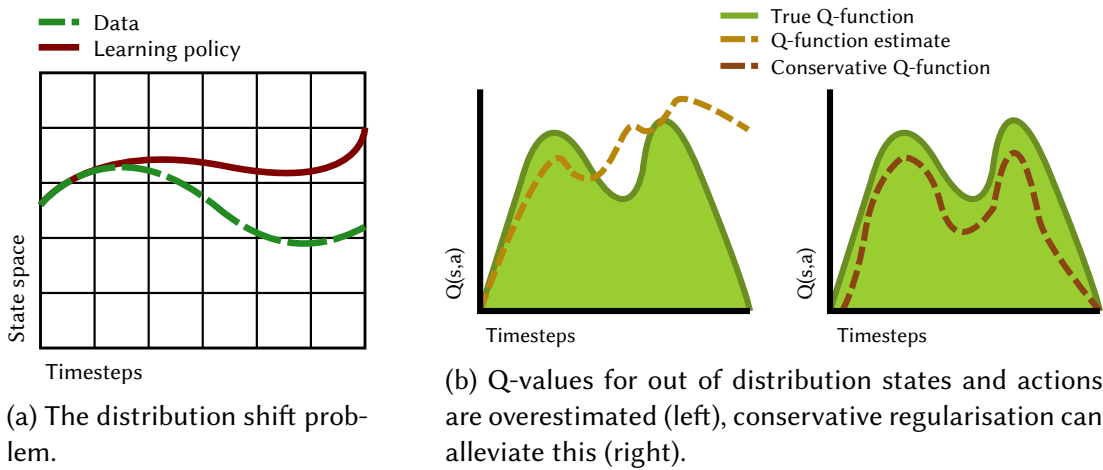 Data
Learning policy
State space
Timesteps
(a) The distribution shift prob-
lem.
True Q-function
Q-function estimate
Conservative Q-function
Q(s,a)
Timesteps
Q(s,a)
Timesteps
(b) Q-values for out of distribution states and actions
are overestimated (left), conservative regularisation can
alleviate this (right).